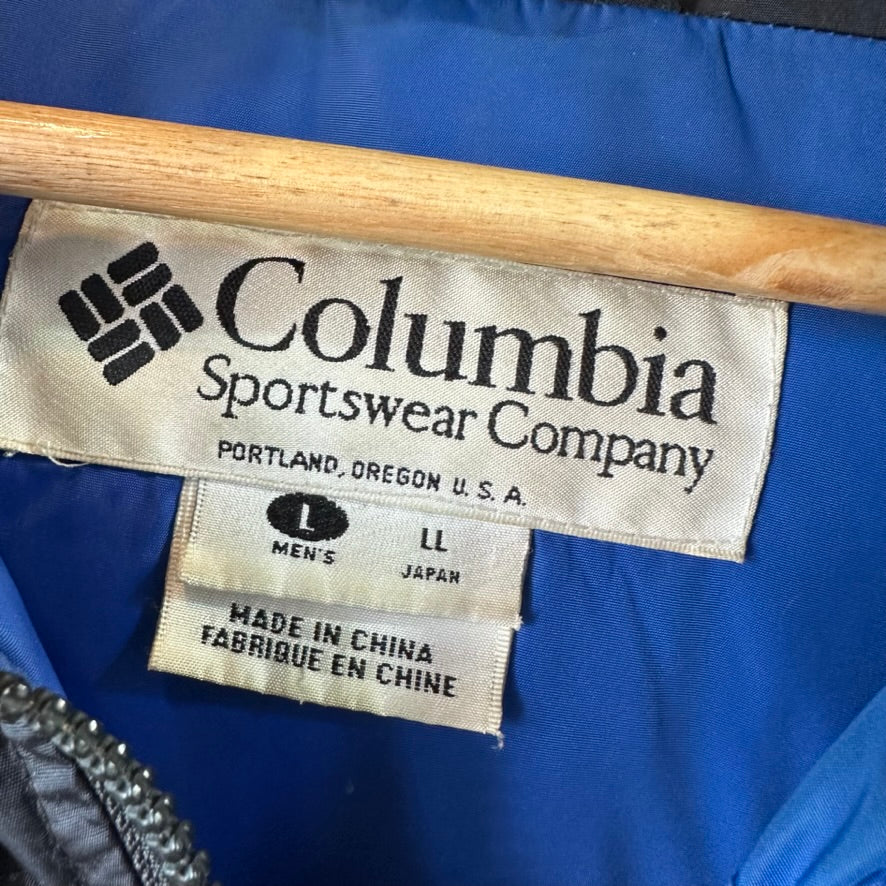 Columbia
Sportswear Company
PORTLAND, OREGON U.S.A.
L LL
MEN'S JAPAN
MADE IN CHINA
FABRIQUE EN CHINE